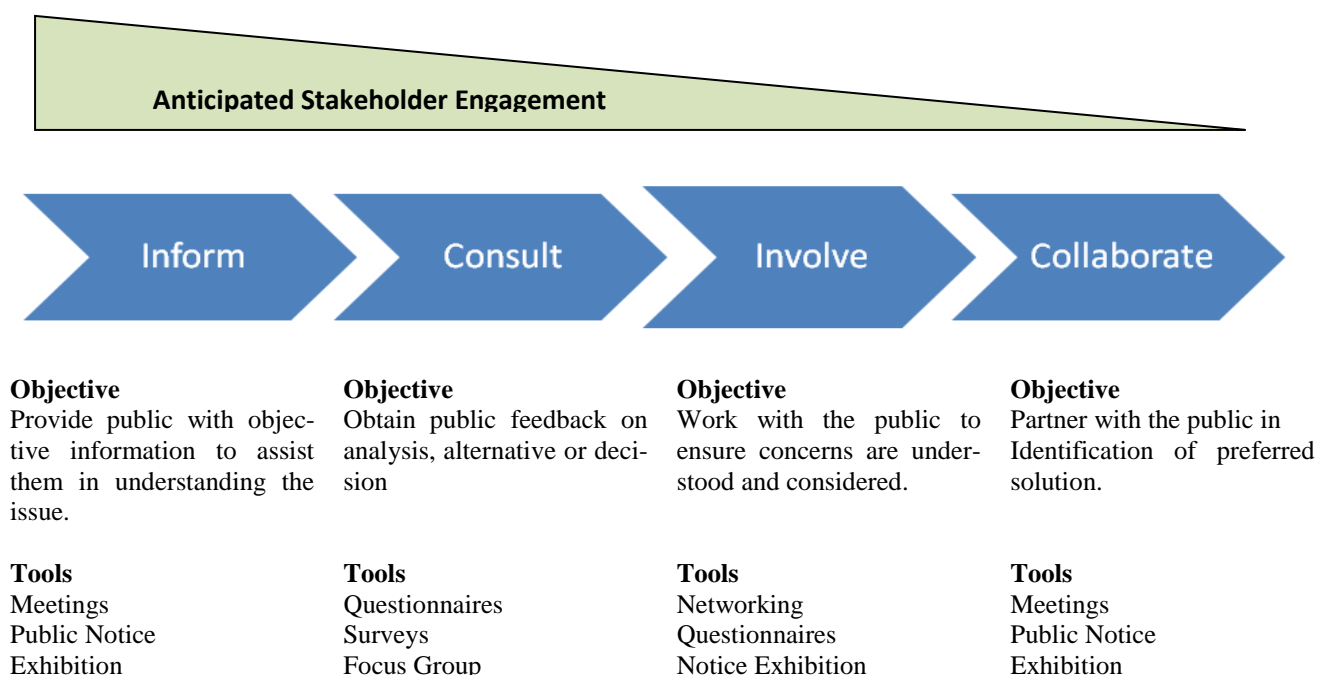 Anticipated Stakeholder Engagement
Inform
Consult
Involve
Collaborate
Objective
Provide public with objec-
tive information to assist
them in understanding the
issue.
Tools
Meetings
Public Notice
Exhibition
Objective
Obtain public feedback on
analysis, alternative or deci-
sion
Tools
Questionnaires
Surveys
Focus Group
Objective
Work with the public to
ensure concerns are under-
stood and considered.
Tools
Networking
Questionnaires
Notice Exhibition
Objective
Partner with the public in
Identification of preferred
solution.
Tools
Meetings
Public Notice
Exhibition